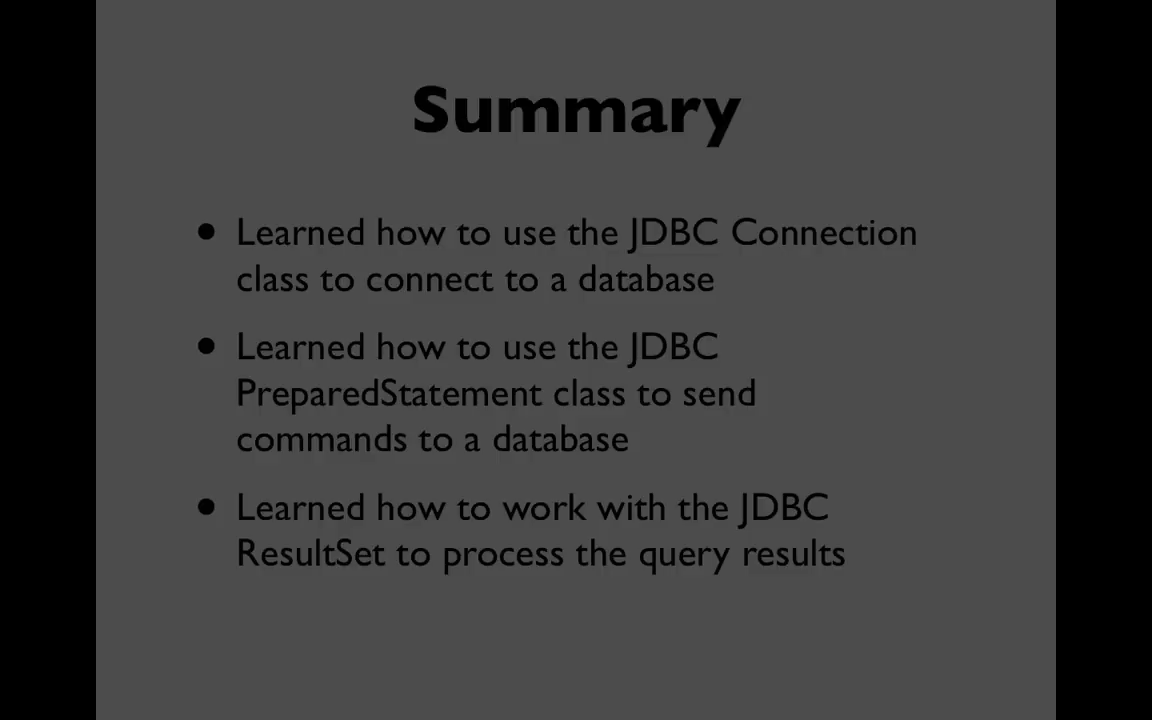 Summary
• Learned how to use the JDBC Connection
class to connect to a database
• Learned how to use the JDBC
PreparedStatement class to send
commands to a database
• Learned how to work with the JDBC
ResultSet to process the query results